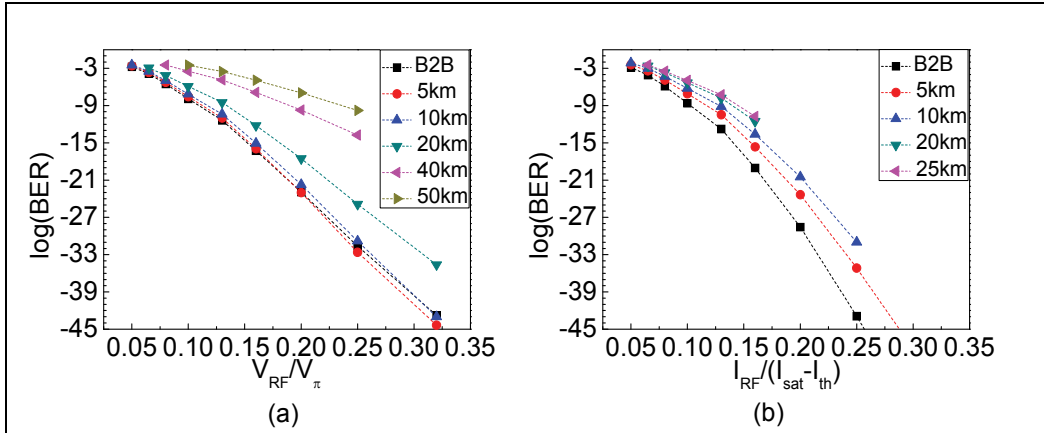 log(BER)
-3
-9
-15
-21
-27
-33
-39
-45
0.05 0.10 0.15 0.20 0.25 0.30 0.35
V_RF/V_π
B2B
5km
10km
20km
40km
50km
(a)
log(BER)
-3
-9
-15
-21
-27
-33
-39
-45
0.05 0.10 0.15 0.20 0.25 0.30 0.35
I_RF/(I_sat-I_th)
B2B
5km
10km
20km
25km
(b)